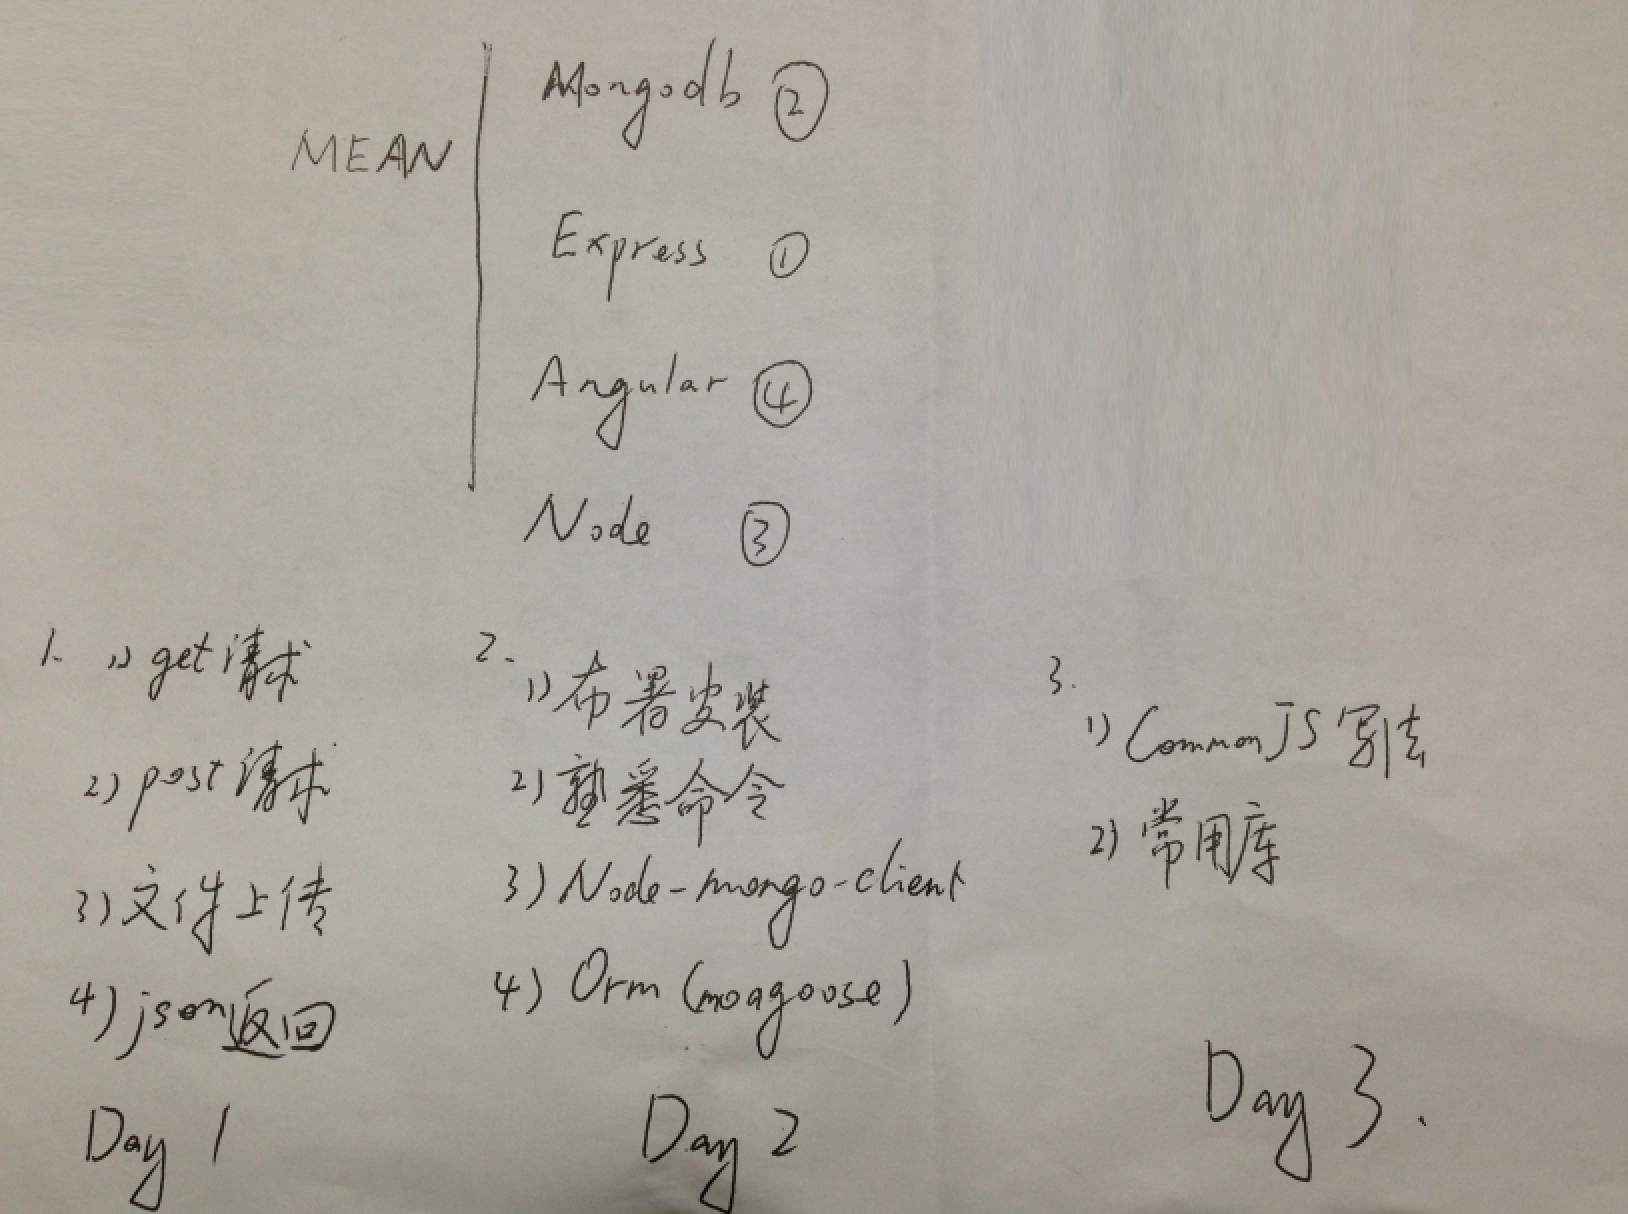 MEAN
Mongodb ②
Express ①
Angular ④
Node ③
1. 1) get请求
2) post请求
3) 文件上传
4) json返回
Day 1
2.
1) 布署安装
2) 熟悉命令
3) Node-mongo-client
4) Orm (mongoose)
Day 2
3.
1) CommonJS写法
2) 常用库
Day 3.